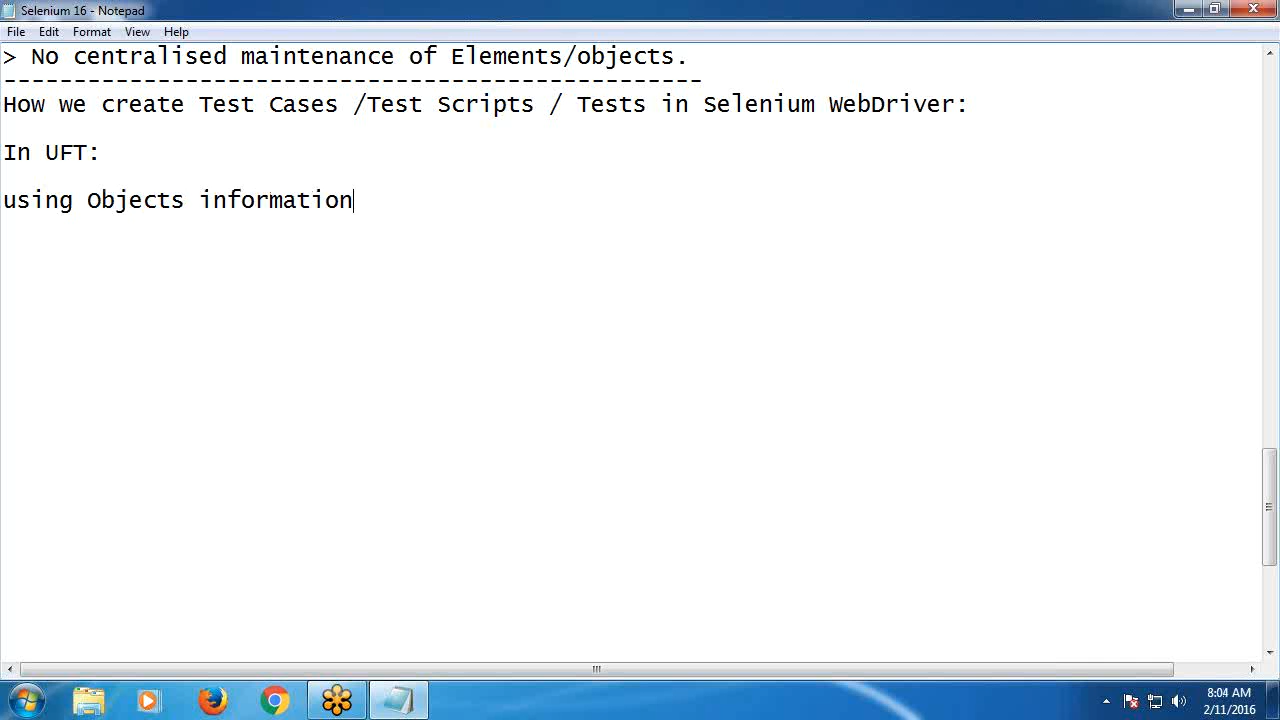 Selenium 16 - Notepad
File Edit Format View Help
> No centralised maintenance of Elements/objects.
--------------------------------------------------
How we create Test Cases /Test Scripts / Tests in Selenium WebDriver:
In UFT:
using Objects information
8:04 AM
2/11/2016